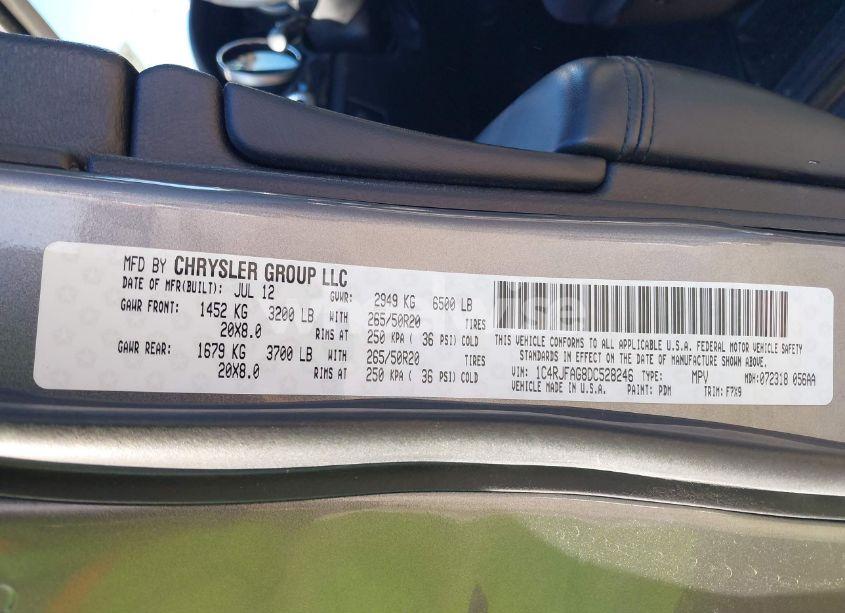 MFD BY CHRYSLER GROUP LLC
DATE OF MFR(BUILT): JUL 12 GVWR: 2949 KG 6500 LB
GAWR FRONT: 1452 KG 3200 LB WITH 265/50R20 TIRES
20X8.0 RIMS AT 250 KPA ( 36 PSI) COLD
GAWR REAR: 1679 KG 3700 LB WITH 265/50R20 TIRES
20X8.0 RIMS AT 250 KPA ( 36 PSI) COLD
THIS VEHICLE CONFORMS TO ALL APPLICABLE U.S.A. FEDERAL MOTOR VEHICLE SAFETY
STANDARDS IN EFFECT ON THE DATE OF MANUFACTURE SHOWN ABOVE.
VIN: 1C4RJFAG8DC528246 TYPE: MPV MDH:072318 056AA
VEHICLE MADE IN U.S.A. PAINT: PDM TRIM: F7X9